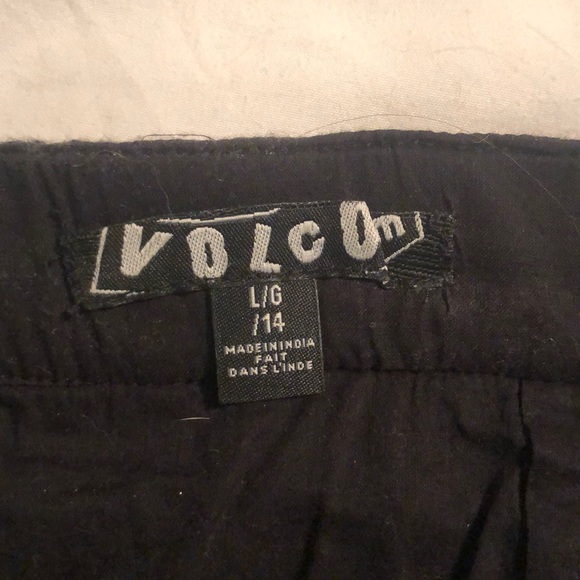 VOLCOm
L/G
/14
MADE IN INDIA
FAIT
DANS L'INDE